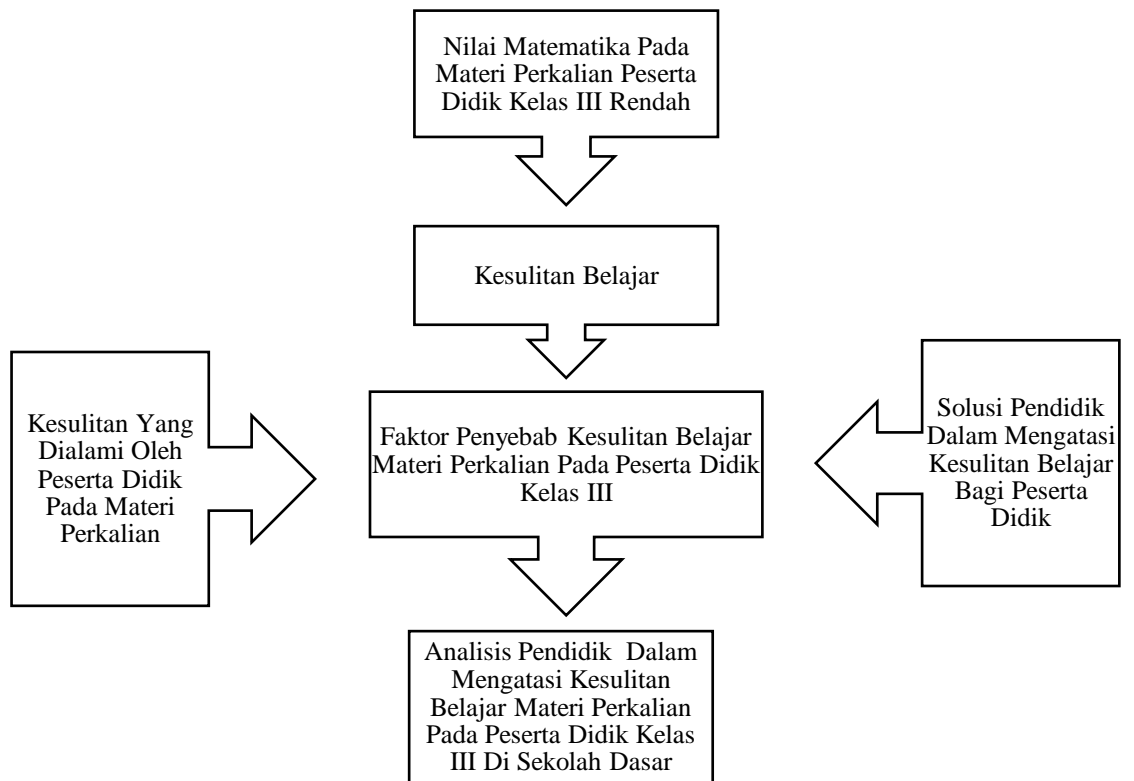 Nilai Matematika Pada
Materi Perkalian Peserta
Didik Kelas III Rendah
Kesulitan Belajar
Kesulitan Yang
Dialami Oleh
Peserta Didik
Pada Materi
Perkalian
Faktor Penyebab Kesulitan Belajar
Materi Perkalian Pada Peserta Didik
Kelas III
Solusi Pendidik
Dalam Mengatasi
Kesulitan Belajar
Bagi Peserta
Didik
Analisis Pendidik Dalam
Mengatasi Kesulitan
Belajar Materi Perkalian
Pada Peserta Didik Kelas
III Di Sekolah Dasar